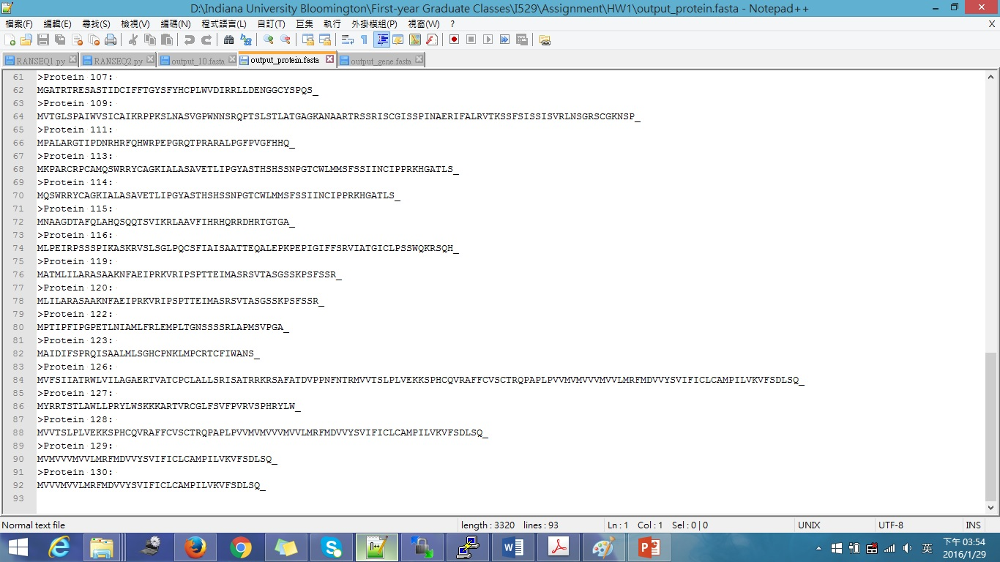 D:\Indiana University Bloomington\First-year Graduate Classes\I529\Assignment\HW1\output_protein.fasta - Notepad++
檔案(F) 編輯(E) 尋找(S) 檢視(V) 編碼(N) 程式語言(L) 自訂(T) 巨集 執行 外掛模組(P) 視窗(W) ? X
RANSEQ1.py RANSEQ2.py output_10.fasta output_protein.fasta output_gene.fasta
61 >Protein 107:
62 MGATRTRESASTIDCIFFTGYSFYHCPLWVDIRRLLDENGGCYSPQS_
63 >Protein 109:
64 MVTGLSPAIWVSICAIKRPPKSLNASVGPWNNSRQPTSLSTLATGAGKANAARTRSSRISCGISSPINAERIFALRVTKSSFSISSISVRLNSGRSCGKNSP_
65 >Protein 111:
66 MPALARGTIPDNRHRFQHWRPEPGRQTPRARALPGFPVGFHHQ_
67 >Protein 113:
68 MKPARCRPCAMQSWRRYCAGKIALASAVETLIPGYASTHSHSSNPGTCWLMMSFSSIINCIPPRKHGATLS_
69 >Protein 114:
70 MQSWRRYCAGKIALASAVETLIPGYASTHSHSSNPGTCWLMMSFSSIINCIPPRKHGATLS_
71 >Protein 115:
72 MNAAGDTAFQLAHQSQQTSVIKRLAAVFIHRHQRRDHRTGTGA_
73 >Protein 116:
74 MLPEIRPSSSPIKASKRVSLSGLPQCSFIAISAATTEQALEPKPEPIGIFFSRVIATGICLPSSWQKRSQH_
75 >Protein 119:
76 MATMLILARASAAKNFAEIPRKVRIPSPTTEIMASRSVTASGSSKPSFSSR_
77 >Protein 120:
78 MLILARASAAKNFAEIPRKVRIPSPTTEIMASRSVTASGSSKPSFSSR_
79 >Protein 122:
80 MPTIPFIPGPETLNIAMLFRLEMPLTGNSSSSRLAPMSVPGA_
81 >Protein 123:
82 MAIDIFSPRQISAALMLSGHCPNKLMPCRTCFIWANS_
83 >Protein 126:
84 MVFSIIATRWLVILAGAERTVATCPCLALLSRISATRRKRSAFATDVPPNFNTRMVVTSLPLVEKKSPHCQVRAFFCVSCTRQPAPLPVVMVMVVVMVVLMRFMDVVYSVIFICLCAMPILVKVFSDLSQ_
85 >Protein 127:
86 MYRRTSTLAWLLPRYLWSKKKARTVRCGLFSVFPVRVSPHRYLW_
87 >Protein 128:
88 MVVTSLPLVEKKSPHCQVRAFFCVSCTRQPAPLPVVMVMVVVMVVLMRFMDVVYSVIFICLCAMPILVKVFSDLSQ_
89 >Protein 129:
90 MVMVVVMVVLMRFMDVVYSVIFICLCAMPILVKVFSDLSQ_
91 >Protein 130:
92 MVVVMVVLMRFMDVVYSVIFICLCAMPILVKVFSDLSQ_
93
Normal text file length : 3320 lines : 93 Ln : 1 Col : 1 Sel : 0 | 0 UNIX UTF-8 INS
英 下午 03:54
2016/1/29